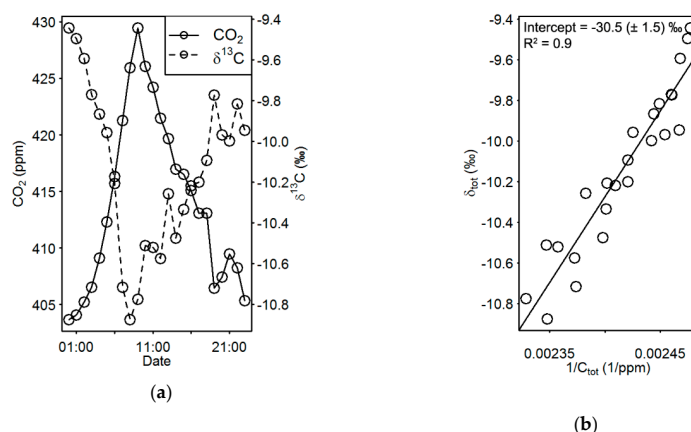 430
425
420
415
410
405
CO₂ (ppm)
CO₂
δ¹³C
-9.4
-9.6
-9.8
-10.0
-10.2
-10.4
-10.6
-10.8
δ¹³C (‰)
01:00
11:00
21:00
Date
(a)
-9.4
-9.6
-9.8
-10.0
-10.2
-10.4
-10.6
-10.8
δtot (‰)
Intercept = -30.5 (± 1.5) ‰
R² = 0.9
0.00235
0.00245
1/Ctot (1/ppm)
(b)